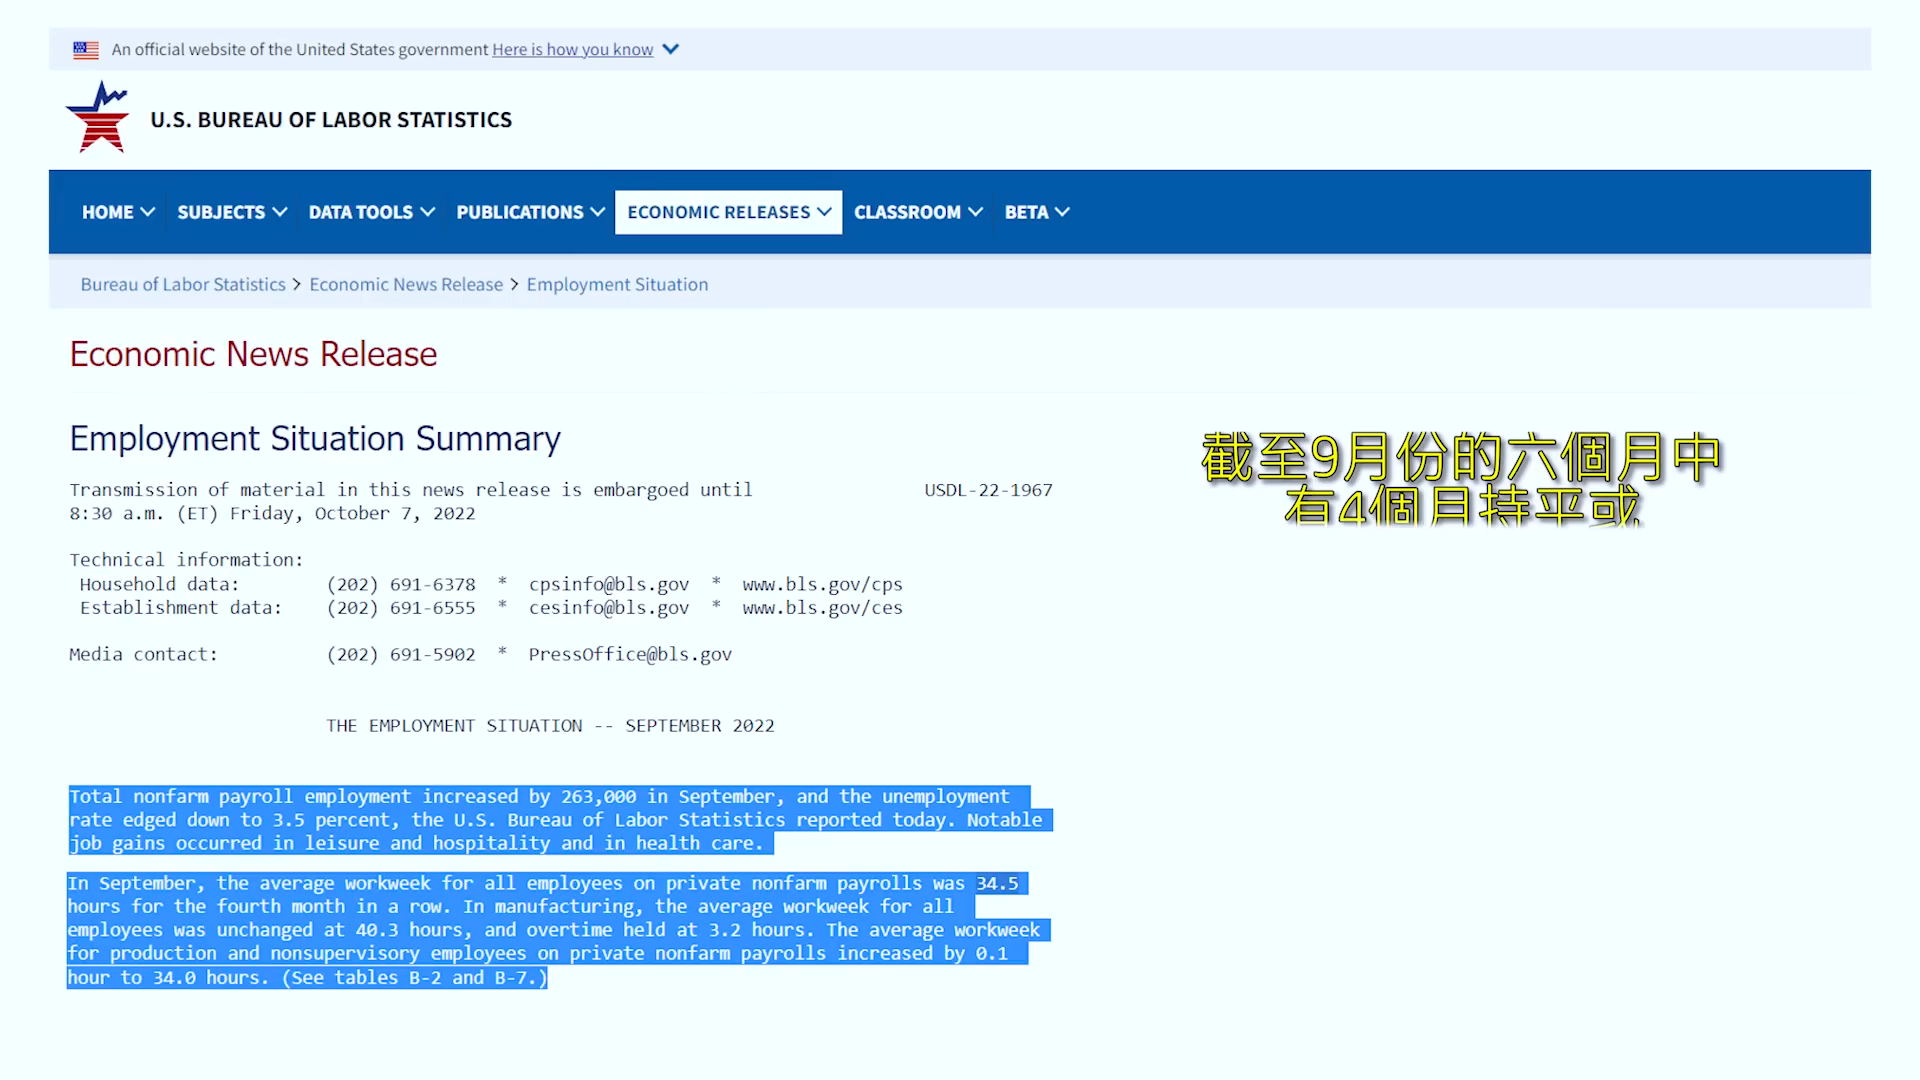 An official website of the United States government Here is how you know
U.S. BUREAU OF LABOR STATISTICS
HOME SUBJECTS DATA TOOLS PUBLICATIONS ECONOMIC RELEASES CLASSROOM BETA
Bureau of Labor Statistics > Economic News Release > Employment Situation
Economic News Release
Employment Situation Summary
Transmission of material in this news release is embargoed until USDL-22-1967
8:30 a.m. (ET) Friday, October 7, 2022
Technical information:
Household data: (202) 691-6378 * cpsinfo@bls.gov * www.bls.gov/cps
Establishment data: (202) 691-6555 * cesinfo@bls.gov * www.bls.gov/ces
Media contact: (202) 691-5902 * PressOffice@bls.gov
THE EMPLOYMENT SITUATION -- SEPTEMBER 2022
Total nonfarm payroll employment increased by 263,000 in September, and the unemployment
rate edged down to 3.5 percent, the U.S. Bureau of Labor Statistics reported today. Notable
job gains occurred in leisure and hospitality and in health care.
In September, the average workweek for all employees on private nonfarm payrolls was 34.5
hours for the fourth month in a row. In manufacturing, the average workweek for all
employees was unchanged at 40.3 hours, and overtime held at 3.2 hours. The average workweek
for production and nonsupervisory employees on private nonfarm payrolls increased by 0.1
hour to 34.0 hours. (See tables B-2 and B-7.)
截至9月份的六個月中
有4個月持平或